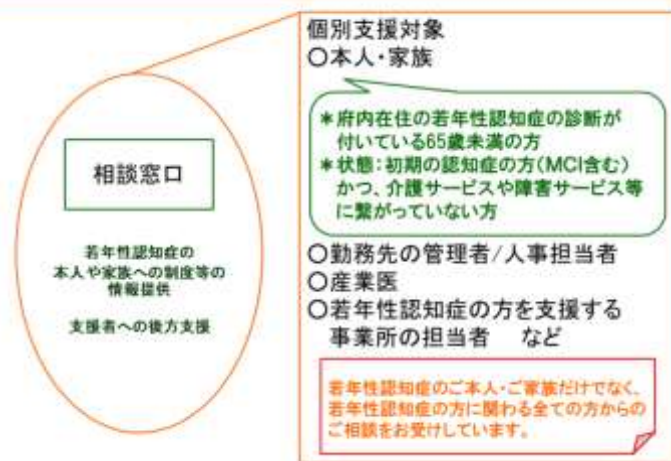 相談窓口
若年性認知症の
本人や家族への制度等の
情報提供
支援者への後方支援
個別支援対象
〇本人・家族
＊府内在住の若年性認知症の診断が
付いている65歳未満の方
＊状態：初期の認知症の方(MCI含む)
かつ、介護サービスや障害サービス等
に繋がっていない方
〇勤務先の管理者/人事担当者
〇産業医
〇若年性認知症の方を支援する
事業所の担当者　など
若年性認知症のご本人・ご家族だけでなく、
若年性認知症の方に関わる全ての方からの
ご相談をお受けしています。